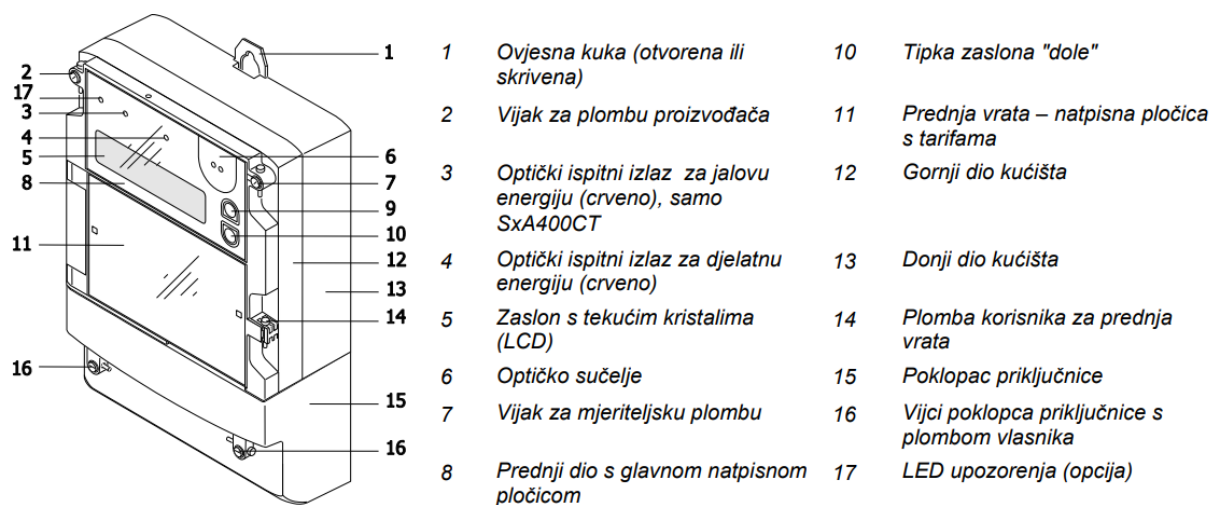 1
2
17
3
4
5
8
11
16
6
7
9
10
12
13
14
15
16
1 Ovjesna kuka (otvorena ili
skrivena)
2 Vijak za plombu proizvođača
3 Optički ispitni izlaz za jalovu
energiju (crveno), samo
SxA400CT
4 Optički ispitni izlaz za djelatnu
energiju (crveno)
5 Zaslon s tekućim kristalima
(LCD)
6 Optičko sučelje
7 Vijak za mjeriteljsku plombu
8 Prednji dio s glavnom natpisnom
pločicom
10 Tipka zaslona "dole"
11 Prednja vrata – natpisna pločica
s tarifama
12 Gornji dio kućišta
13 Donji dio kućišta
14 Plomba korisnika za prednja
vrata
15 Poklopac priključnice
16 Vijci poklopca priključnice s
plombom vlasnika
17 LED upozorenja (opcija)